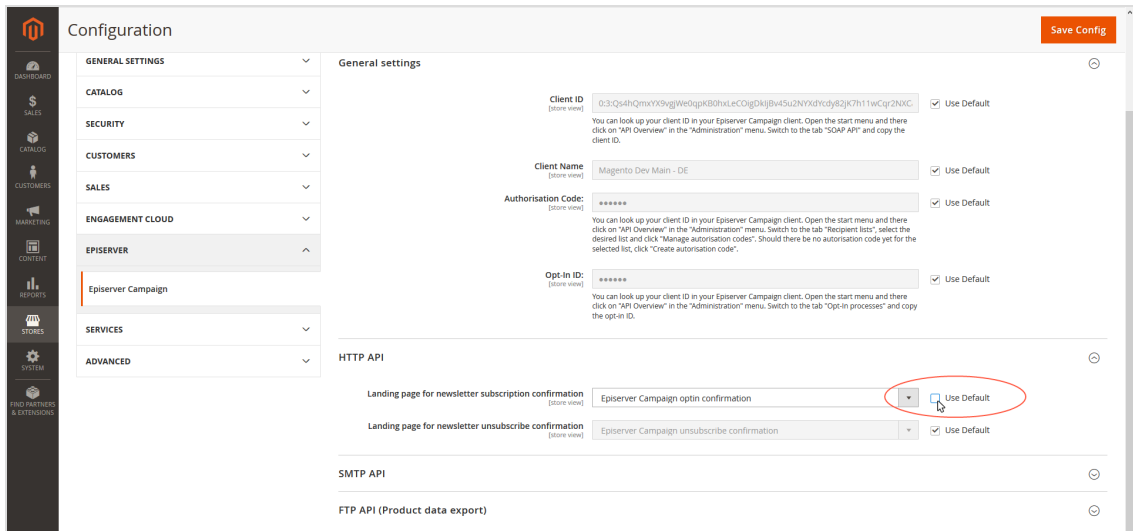 Configuration
Save Config
DASHBOARD
SALES
CATALOG
CUSTOMERS
MARKETING
CONTENT
REPORTS
STORES
SYSTEM
FIND PARTNERS
& EXTENSIONS
GENERAL SETTINGS
CATALOG
SECURITY
CUSTOMERS
SALES
ENGAGEMENT CLOUD
EPISERVER
Episerver Campaign
SERVICES
ADVANCED
General settings
Client ID
[store view]
Use Default
You can look up your client ID in your Episerver Campaign client. Open the start menu and there
click on "API Overview" in the "Administration" menu. Switch to the tab "SOAP API" and copy the
client ID.
Client Name
[store view]
Magento Dev Main - DE
Use Default
Authorisation Code:
[store view]
••••••
Use Default
You can look up your client ID in your Episerver Campaign client. Open the start menu and there
click on "API Overview" in the "Administration" menu. Switch to the tab "Recipient lists", select the
desired list and click "Manage autorisation codes". Should there be no autorisation code yet for the
selected list, click "Create autorisation code".
Opt-In ID:
[store view]
••••••
Use Default
You can look up your client ID in your Episerver Campaign client. Open the start menu and there
click on "API Overview" in the "Administration" menu. Switch to the tab "Opt-In processes" and copy
the opt-in ID.
HTTP API
Landing page for newsletter subscription confirmation
[store view]
Episerver Campaign optin confirmation
Use Default
Landing page for newsletter unsubscribe confirmation
[store view]
Episerver Campaign unsubscribe confirmation
Use Default
SMTP API
FTP API (Product data export)